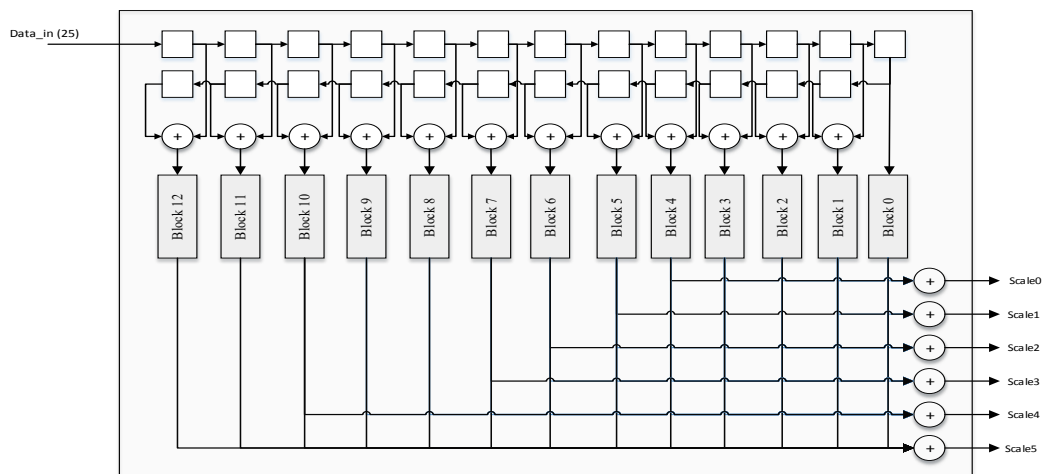 Data_in (25)
+ + + + + + + + + + + +
Block 12
Block 11
Block 10
Block 9
Block 8
Block 7
Block 6
Block 5
Block 4
Block 3
Block 2
Block 1
Block 0
+ Scale0
+ Scale1
+ Scale2
+ Scale3
+ Scale4
+ Scale5